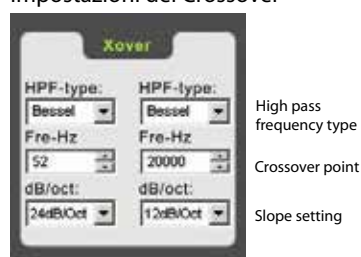 Impostazioni del Crossover
Xover
HPF-type: HPF-type:
Bessel Bessel
High pass
frequency type
Fre-Hz Fre-Hz
52 20000
Crossover point
dB/oct: dB/oct:
24dB/Oct 12dB/Oct
Slope setting